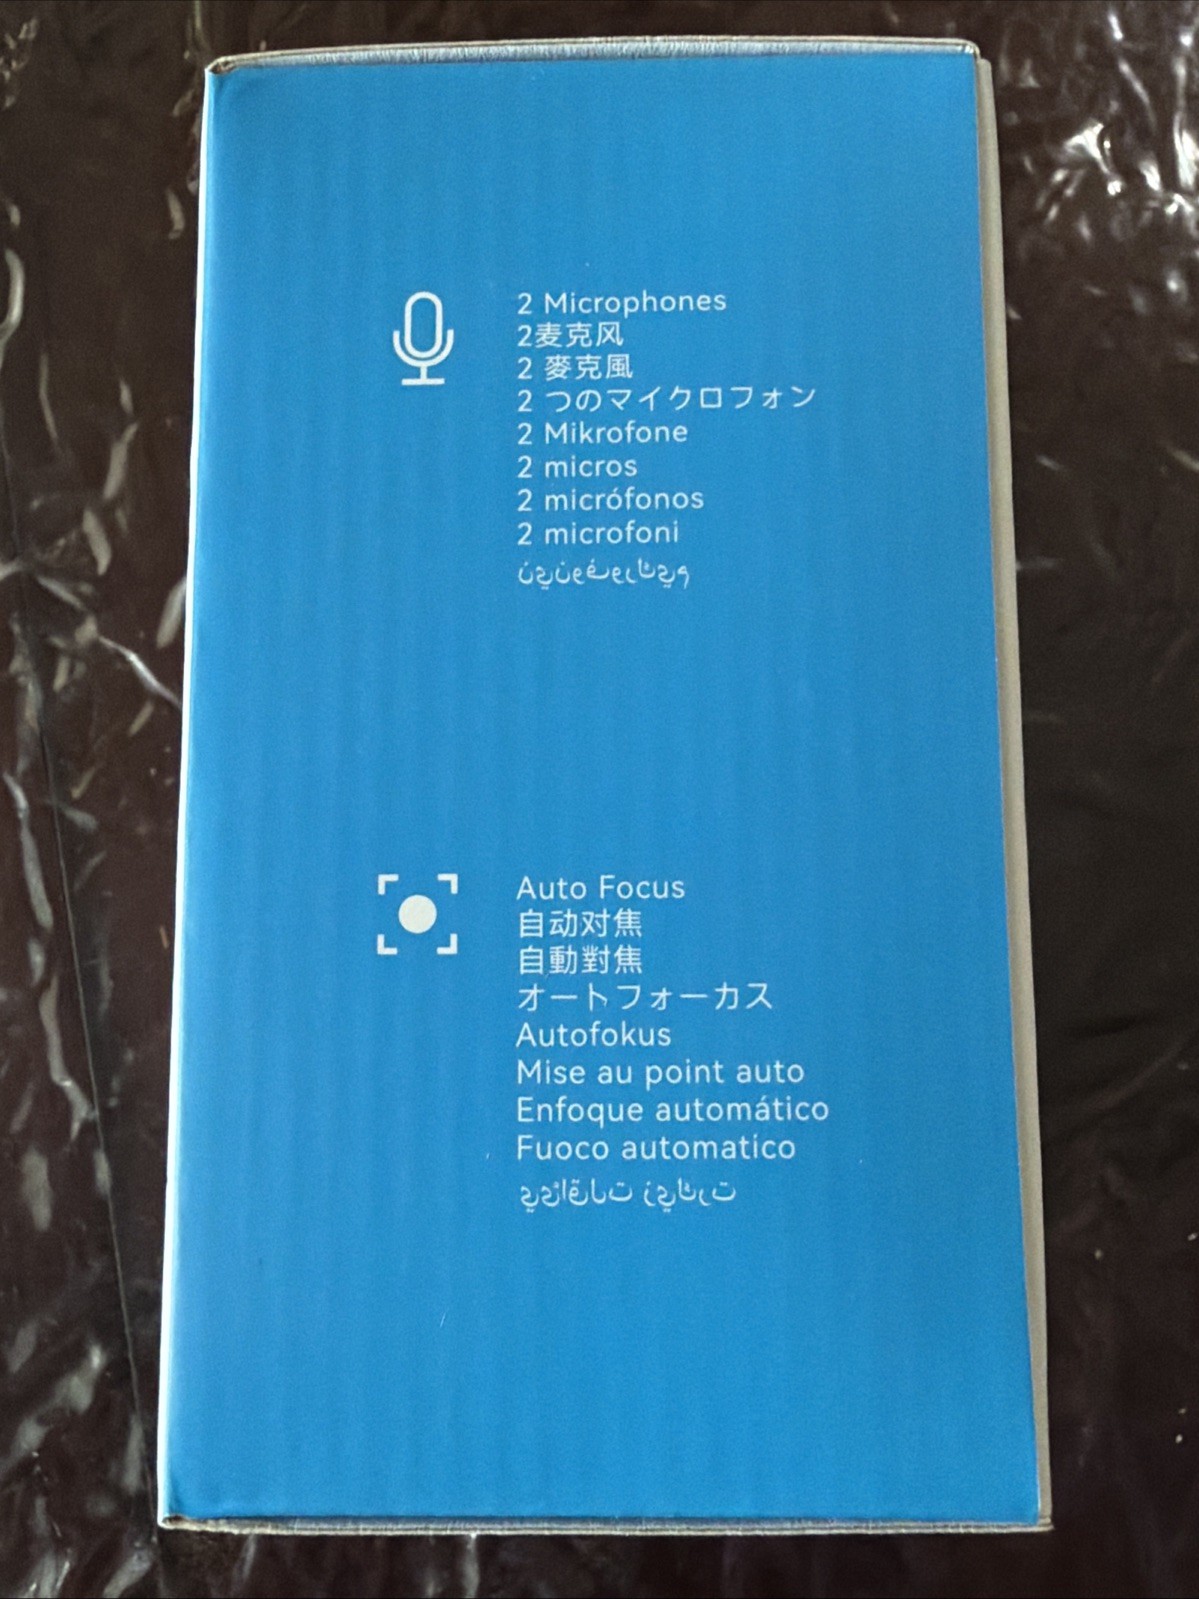 2 Microphones
2麦克风
2 麥克風
2 つのマイクロフォン
2 Mikrofone
2 micros
2 micrófonos
2 microfoni
Auto Focus
自动对焦
自動對焦
オートフォーカス
Autofokus
Mise au point auto
Enfoque automático
Fuoco automatico